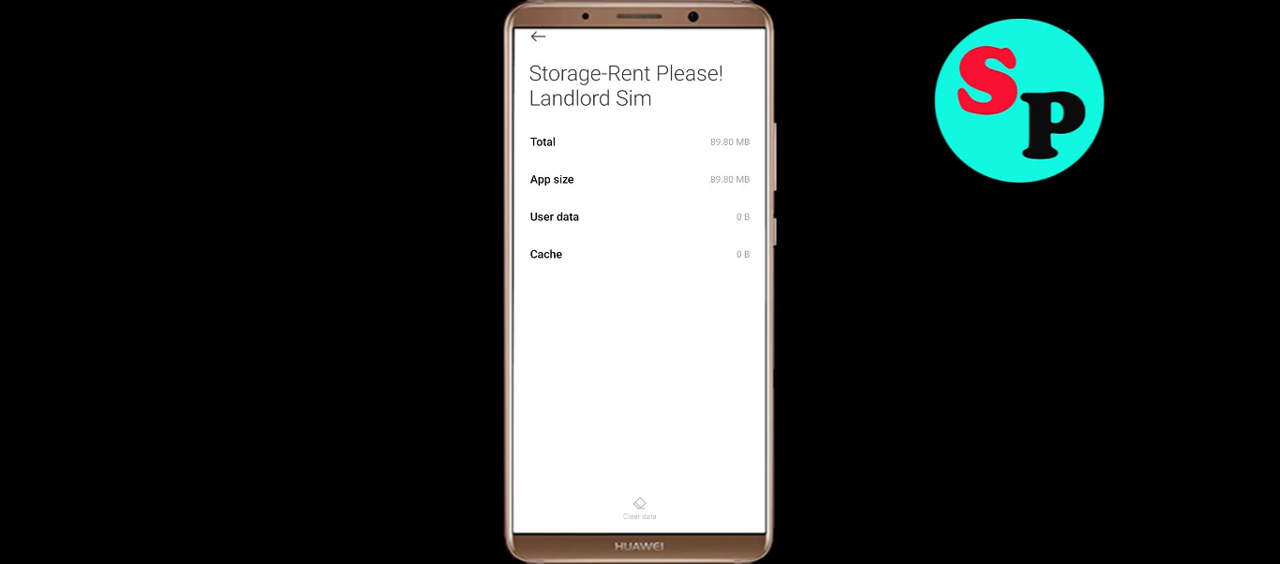 Storage-Rent Please!
Landlord Sim
Total 89.80 MB
App size 89.80 MB
User data 0 B
Cache 0 B
Clear data
HUAWEI
SP